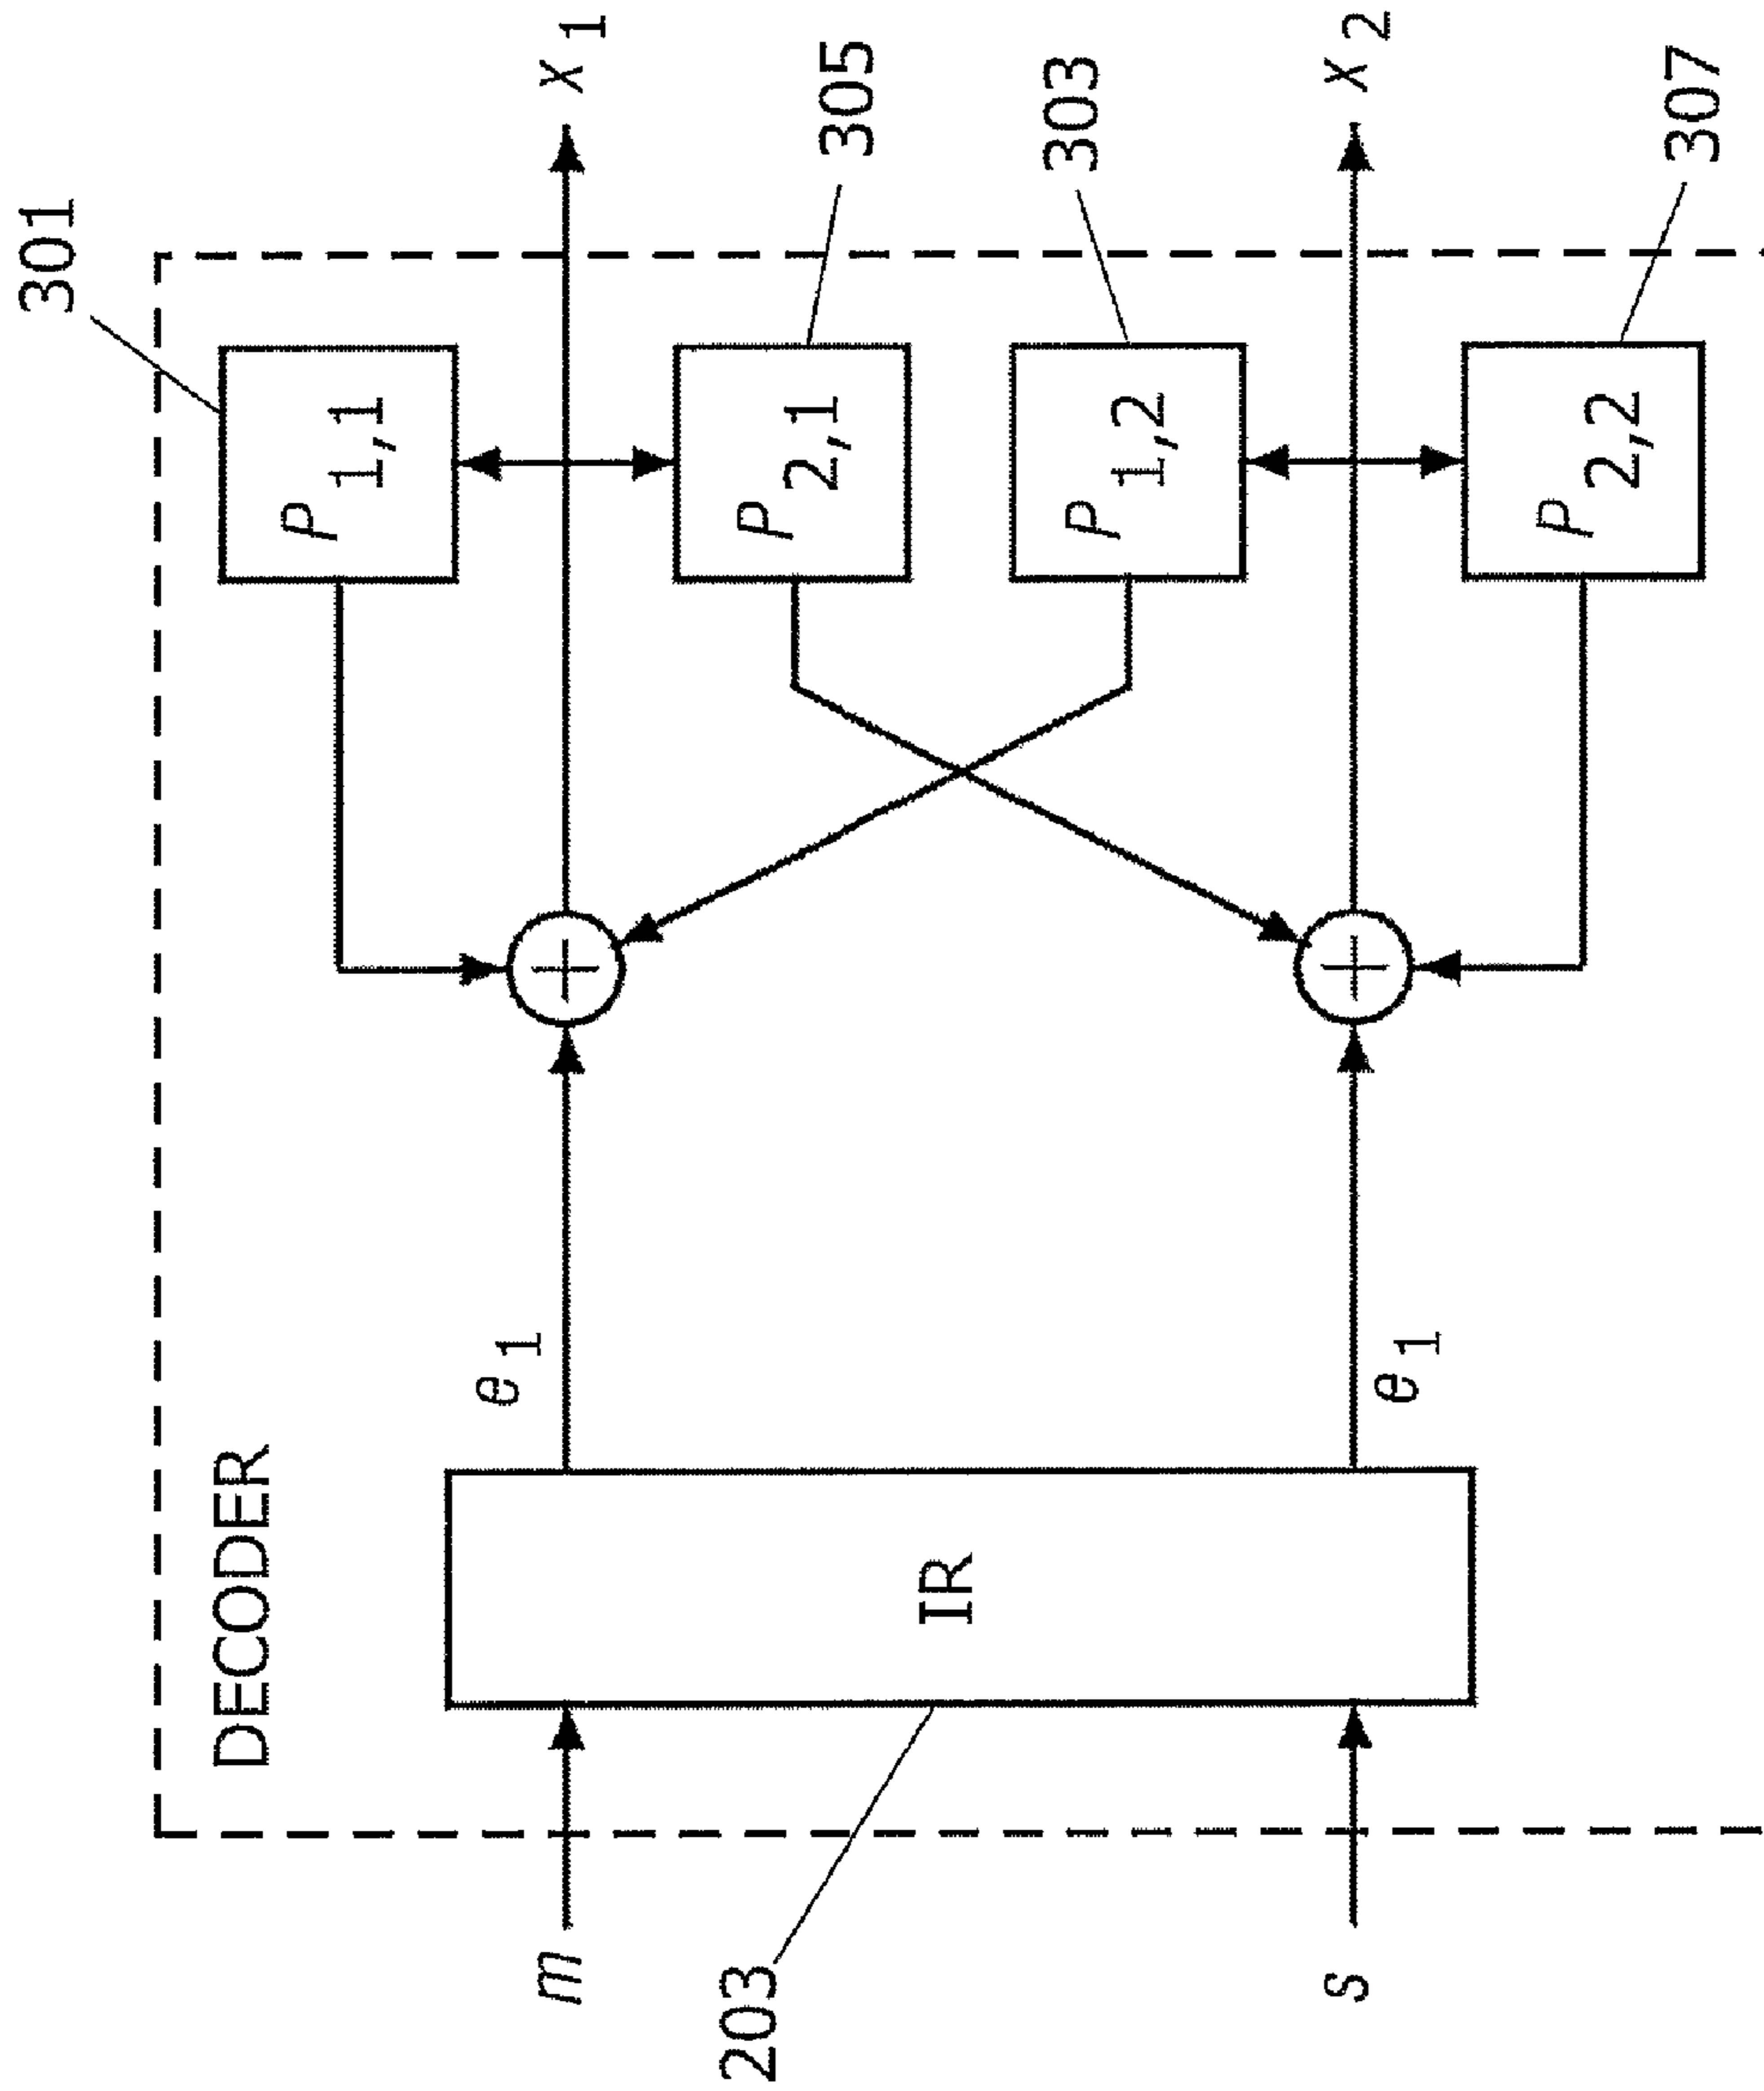 DECODER
301
P 1,1
m
e 1
x 1
P 2,1
305
203
IR
P 1,2
303
s
e 1
x 2
P 2,2
307